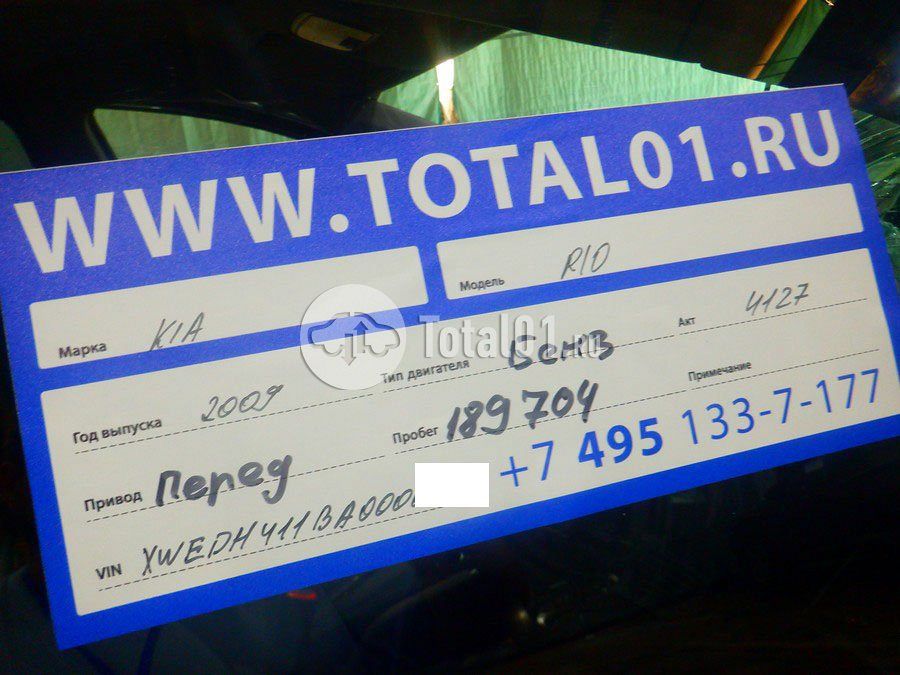 WWW.TOTAL01.RU
Марка KIA
Модель RIO
Total01.ru
Год выпуска 2009
Тип двигателя Бенз
Акт 4127
Привод Перед
Пробег 189704
Примечание
+7 495 133-7-177
VIN XWEDH411BA000